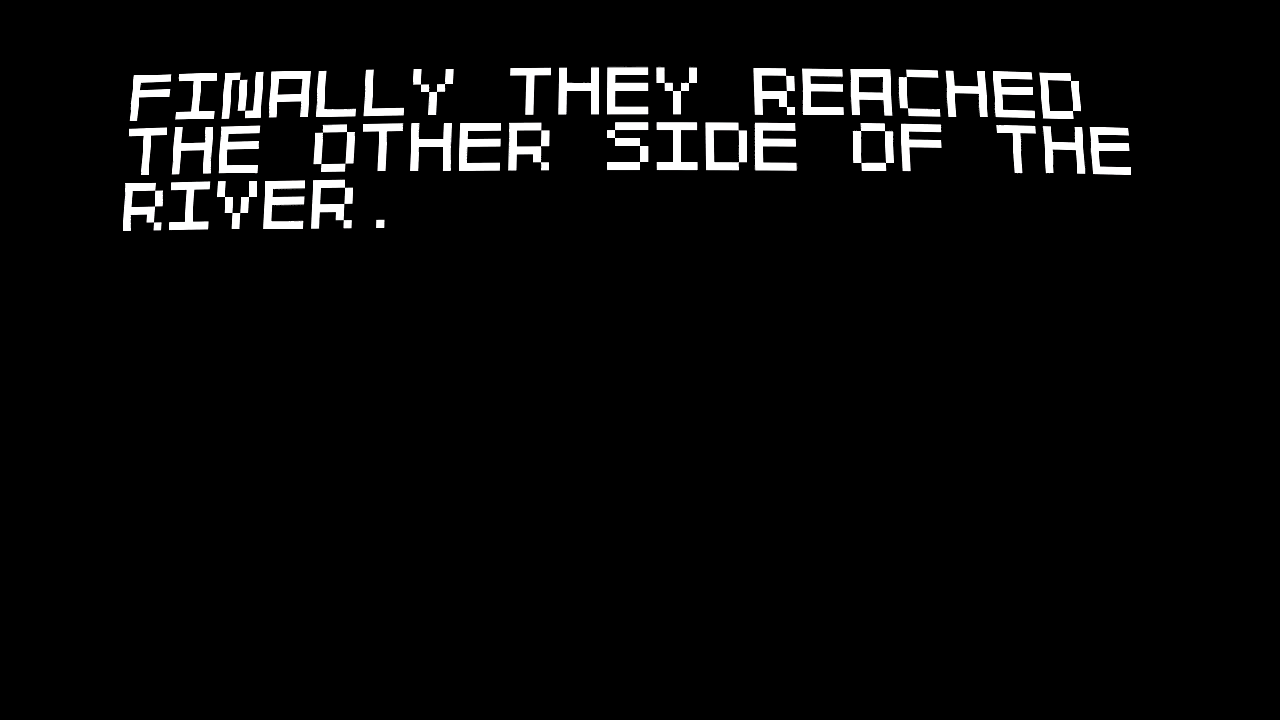 FINALLY THEY REACHED
THE OTHER SIDE OF THE
RIVER.